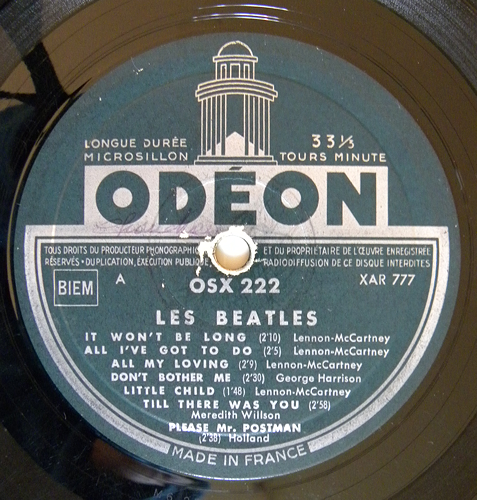 LONGUE DURÉE 33 1/3
MICROSILLON TOURS MINUTE
ODÉON
TOUS DROITS DU PRODUCTEUR PHONOGRAPHIQUE ET DU PROPRIÉTAIRE DE L'ŒUVRE ENREGISTRÉE
RÉSERVÉS • DUPLICATION, EXÉCUTION PUBLIQUE, RADIODIFFUSION DE CE DISQUE INTERDITES
BIEM A OSX 222 XAR 777
LES BEATLES
IT WON'T BE LONG (2'10) Lennon-McCartney
ALL I'VE GOT TO DO (2'5) Lennon-McCartney
ALL MY LOVING (2'9) Lennon-McCartney
DON'T BOTHER ME (2'30) George Harrison
LITTLE CHILD (1'48) Lennon-McCartney
TILL THERE WAS YOU (2'58)
Meredith Willson
PLEASE Mr. POSTMAN
(2'38) Holland
MADE IN FRANCE